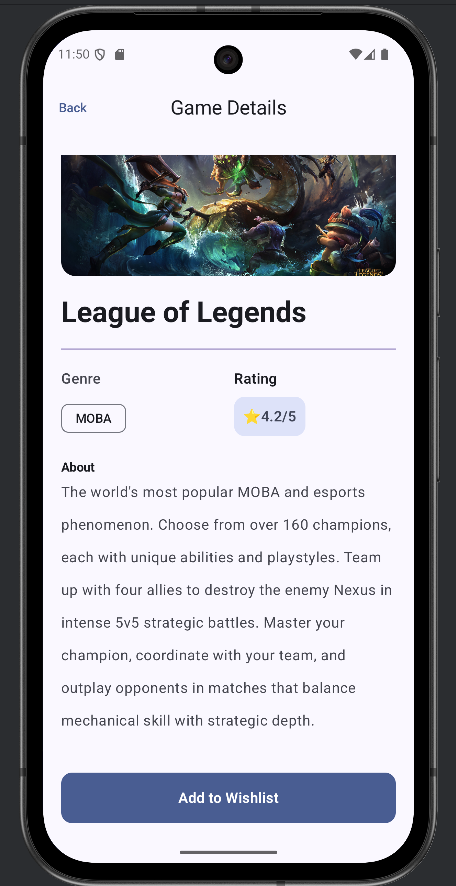 11:50
Back
Game Details
LEAGUE OF
LEGENDS
League of Legends
Genre
Rating
MOBA
⭐4.2/5
About
The world's most popular MOBA and esports
phenomenon. Choose from over 160 champions,
each with unique abilities and playstyles. Team
up with four allies to destroy the enemy Nexus in
intense 5v5 strategic battles. Master your
champion, coordinate with your team, and
outplay opponents in matches that balance
mechanical skill with strategic depth.
Add to Wishlist